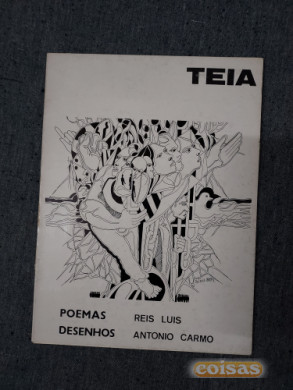 TEIA
POEMAS REIS LUIS
DESENHOS ANTONIO CARMO
coisas